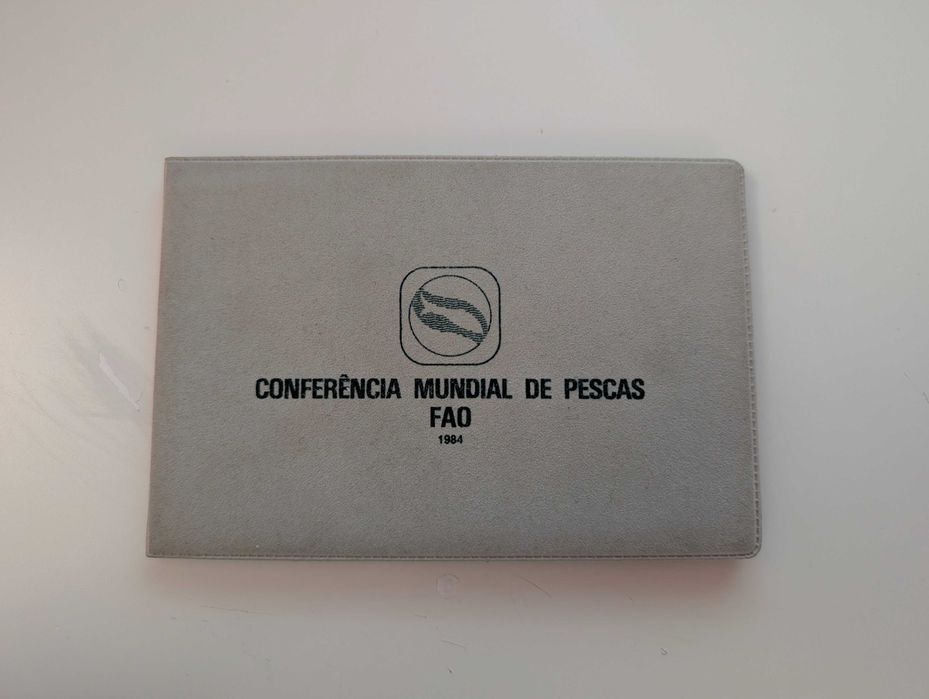 CONFERÊNCIA MUNDIAL DE PESCAS
FAO
1984